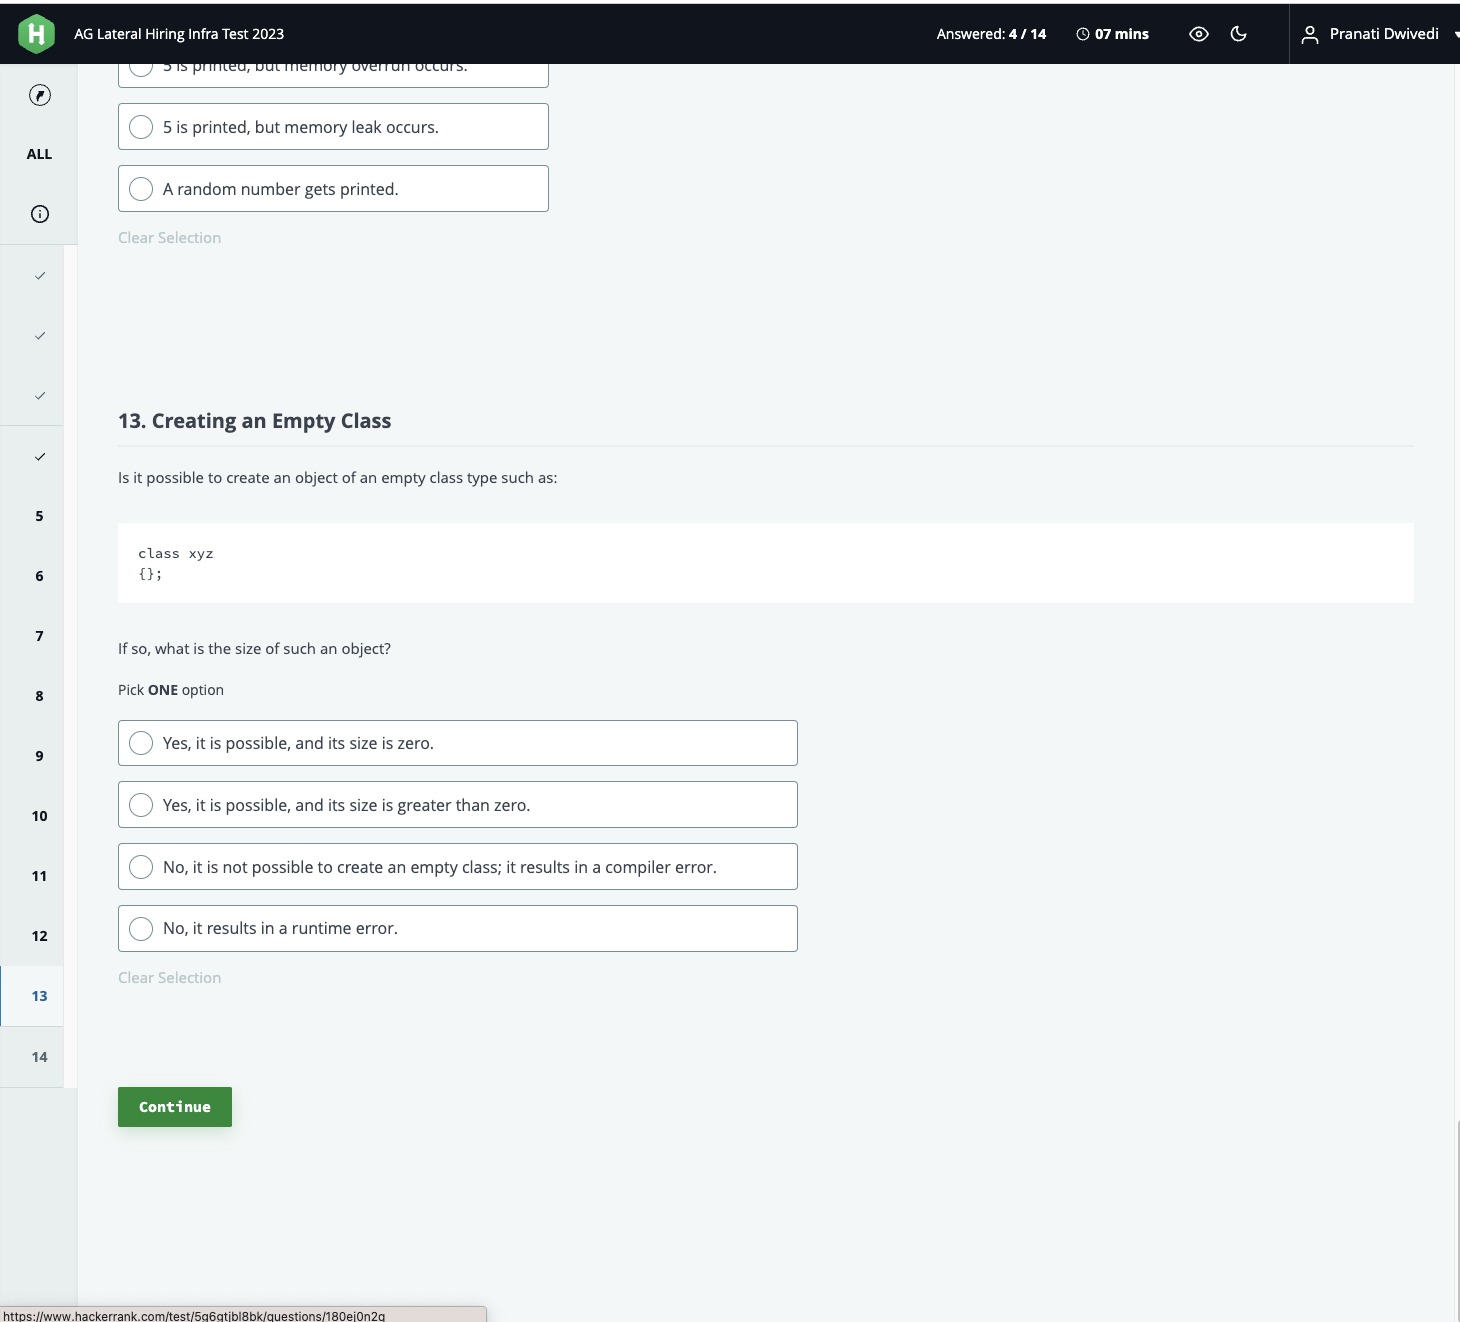 AG Lateral Hiring Infra Test 2023
Answered: 4 / 14
07 mins
Pranati Dwivedi
5 is printed, but memory overrun occurs.
5 is printed, but memory leak occurs.
ALL
A random number gets printed.
Clear Selection
13. Creating an Empty Class
Is it possible to create an object of an empty class type such as:
5
class xyz
{};
6
7
If so, what is the size of such an object?
Pick ONE option
8
Yes, it is possible, and its size is zero.
9
Yes, it is possible, and its size is greater than zero.
10
No, it is not possible to create an empty class; it results in a compiler error.
11
No, it results in a runtime error.
12
Clear Selection
13
14
Continue
https://www.hackerrank.com/test/5g6gtjbl8bk/questions/180ej0n2q